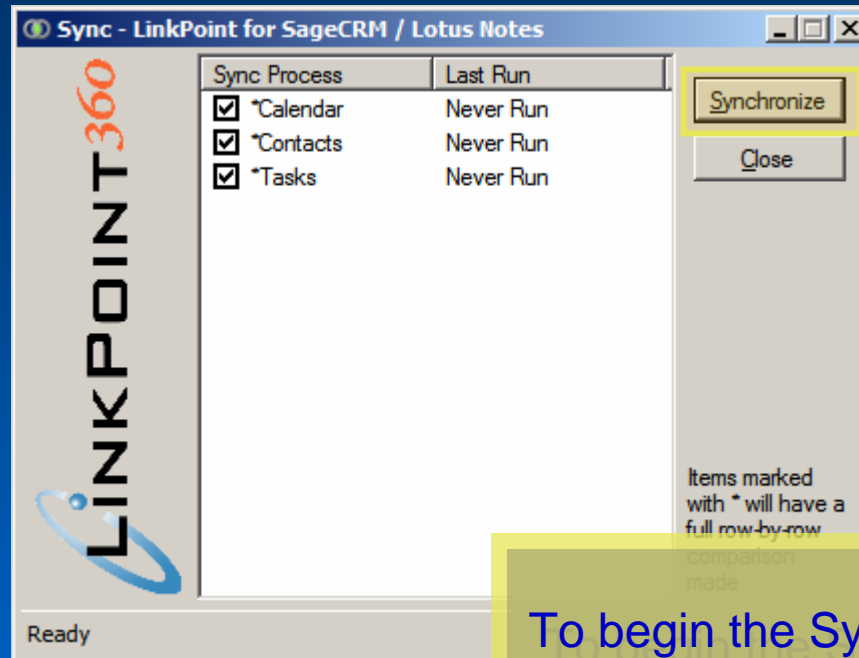 Sync - LinkPoint for SageCRM / Lotus Notes
LINKPOINT360
Sync Process Last Run
*Calendar Never Run
*Contacts Never Run
*Tasks Never Run
Synchronize
Close
Items marked
with * will have a
full row-by-row
comparison
made
Ready
To begin the Sy